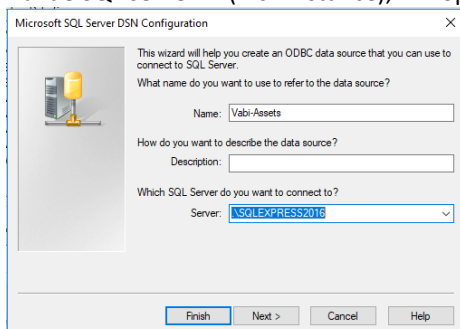 Microsoft SQL Server DSN Configuration
This wizard will help you create an ODBC data source that you can use to
connect to SQL Server.
What name do you want to use to refer to the data source?
Name: Vabi-Assets
How do you want to describe the data source?
Description:
Which SQL Server do you want to connect to?
Server: .\SQLEXPRESS2016
Finish Next > Cancel Help